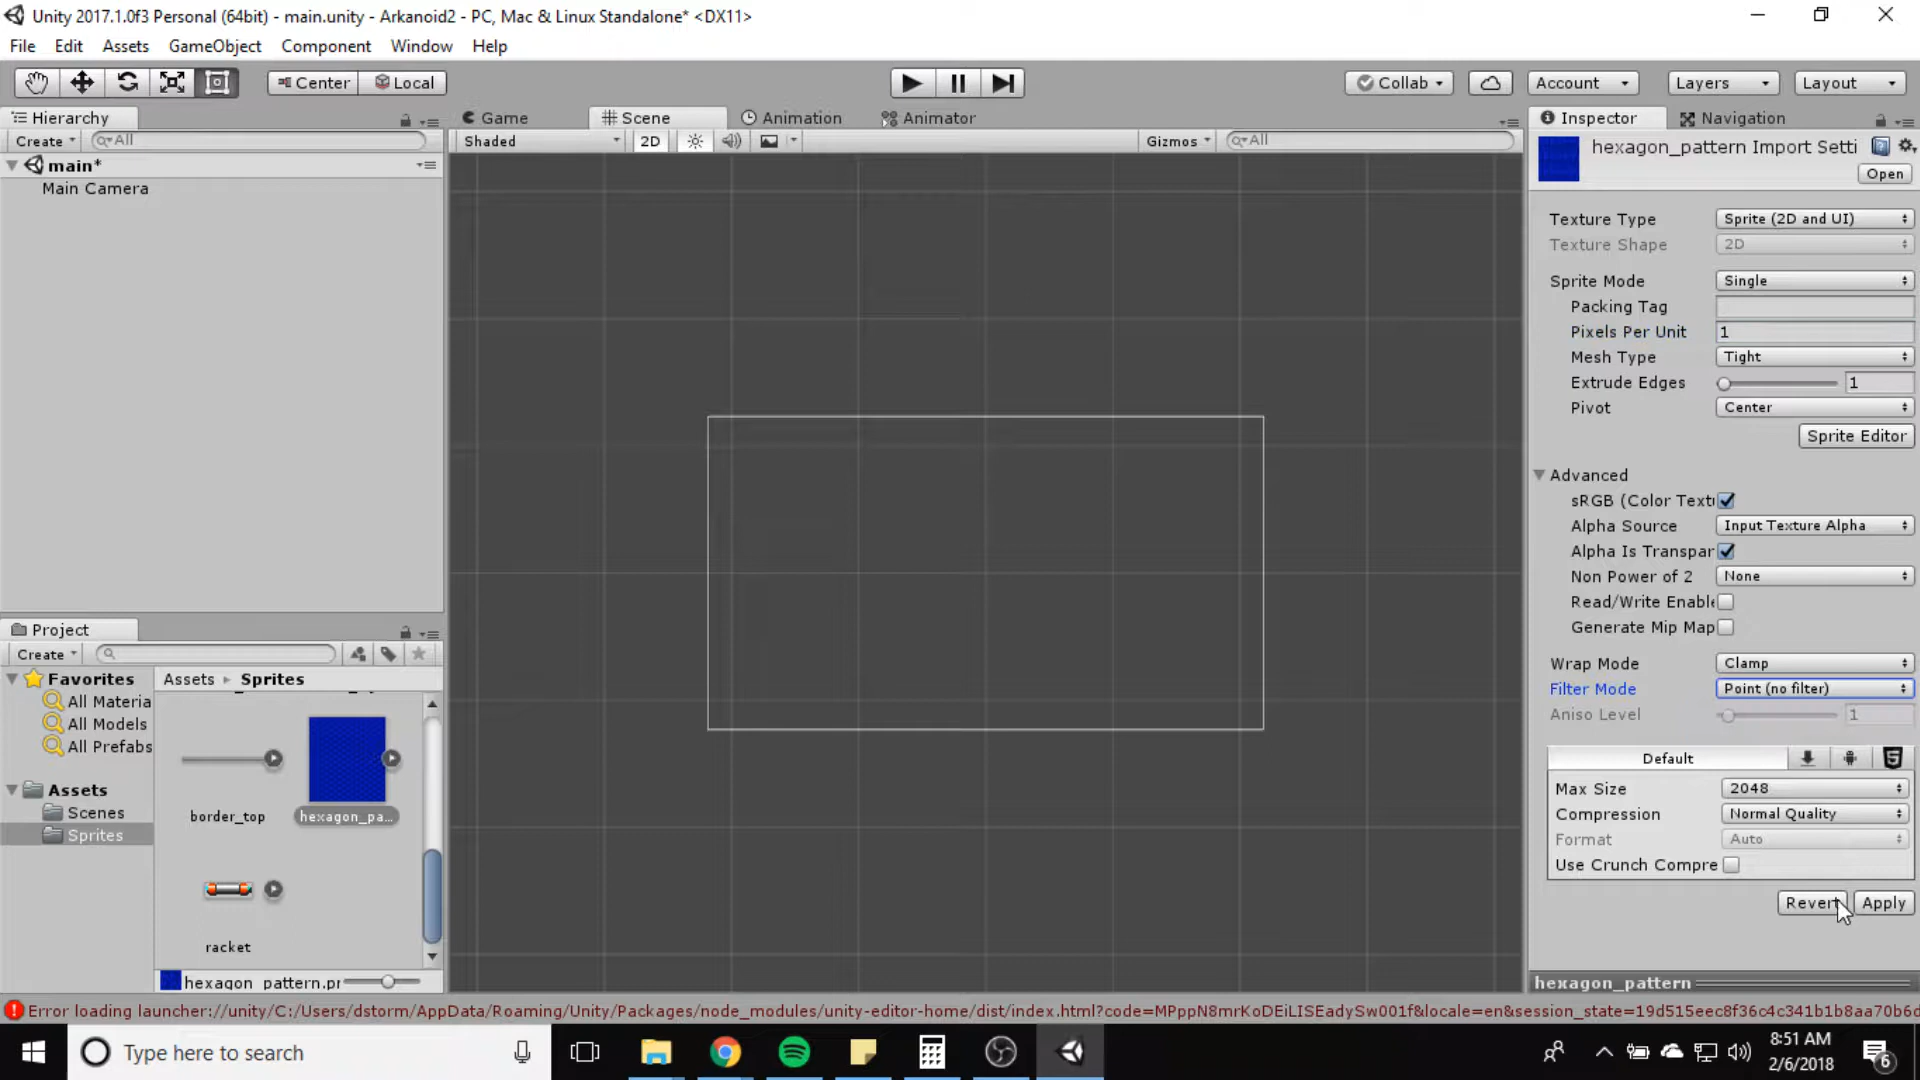 Unity 2017.1.0f3 Personal (64bit) - main.unity - Arkanoid2 - PC, Mac & Linux Standalone* <DX11>
File Edit Assets GameObject Component Window Help
Center Local Collab Account Layers Layout
Hierarchy Game Scene Animation Animator Inspector Navigation
Create All Shaded 2D Gizmos All
main*
Main Camera
hexagon_pattern Import Setti
Open
Texture Type Sprite (2D and UI)
Texture Shape 2D
Sprite Mode Single
Packing Tag
Pixels Per Unit 1
Mesh Type Tight
Extrude Edges 1
Pivot Center
Sprite Editor
Advanced
sRGB (Color Text
Alpha Source Input Texture Alpha
Alpha Is Transpar
Non Power of 2 None
Read/Write Enable
Generate Mip Map
Wrap Mode Clamp
Filter Mode Point (no filter)
Aniso Level 1
Default
Max Size 2048
Compression Normal Quality
Format Auto
Use Crunch Compre
Revert Apply
hexagon_pattern
Project
Create
Favorites
All Materia
All Models
All Prefabs
Assets
Scenes
Sprites
Assets Sprites
border_top hexagon_pa...
racket
hexagon_pattern.pr
Error loading launcher://unity/C:/Users/dstorm/AppData/Roaming/Unity/Packages/node_modules/unity-editor-home/dist/index.html?code=MPppN8mrKoDEiLISEadySw001f&locale=en&session_state=19d515eec8f36c4c341b1b8aa70b6d
Type here to search
8:51 AM
2/6/2018
6